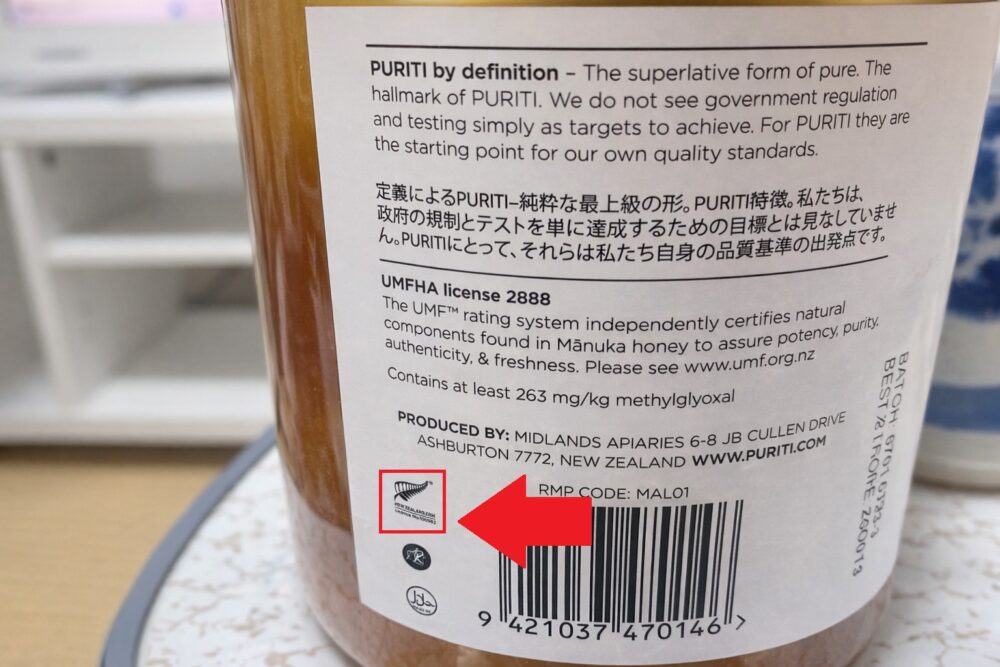 PURITI by definition – The superlative form of pure. The
hallmark of PURITI. We do not see government regulation
and testing simply as targets to achieve. For PURITI they are
the starting point for our own quality standards.
定義によるPURITI–純粋な最上級の形。PURITI特徴。私たちは、
政府の規制とテストを単に達成するための目標とは見なしていませ
ん。PURITIにとって、それらは私たち自身の品質基準の出発点です。
UMFHA license 2888
The UMF™ rating system independently certifies natural
components found in Mānuka honey to assure potency, purity,
authenticity, & freshness. Please see www.umf.org.nz
Contains at least 263 mg/kg methylglyoxal
PRODUCED BY: MIDLANDS APIARIES 6-8 JB CULLEN DRIVE
ASHBURTON 7772, NEW ZEALAND WWW.PURITI.COM
RMP CODE: MAL01
9 421037 470146 >
BATCH
BEST